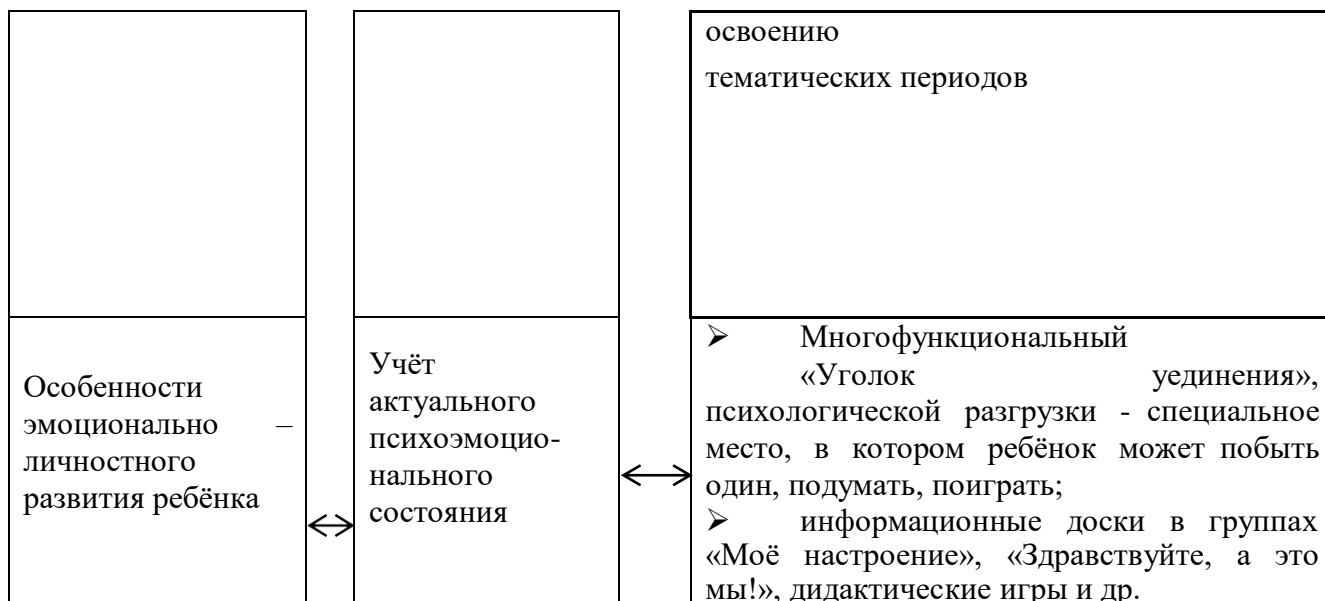 освоению
тематических периодов
Особенности
эмоционально –
личностного
развития ребёнка
Учёт
актуального
психоэмоцио-
нального
состояния
➢ Многофункциональный
«Уголок уединения»,
психологической разгрузки - специальное
место, в котором ребёнок может побыть
один, подумать, поиграть;
➢ информационные доски в группах
«Моё настроение», «Здравствуйте, а это
мы!», дидактические игры и др.